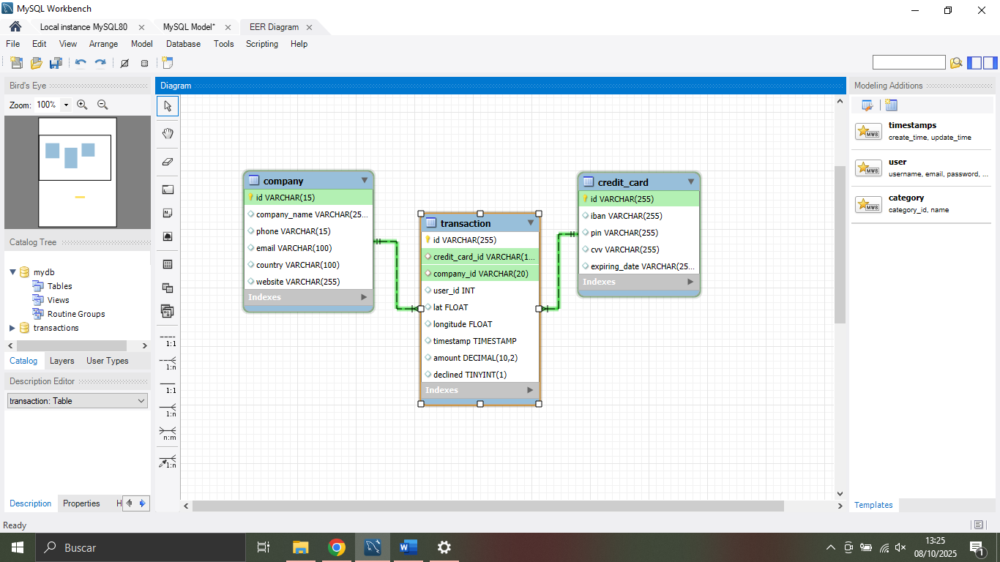 MySQL Workbench
Local instance MySQL80
MySQL Model*
EER Diagram
File Edit View Arrange Model Database Tools Scripting Help
Bird's Eye
Zoom: 100%
Catalog Tree
mydb
Tables
Views
Routine Groups
transactions
Catalog Layers User Types
Description Editor
transaction: Table
Description Properties H
Diagram
1:1
1:n
1:1
1:n
n:m
1:n
company
id VARCHAR(15)
company_name VARCHAR(25...
phone VARCHAR(15)
email VARCHAR(100)
country VARCHAR(100)
website VARCHAR(255)
Indexes
transaction
id VARCHAR(255)
credit_card_id VARCHAR(1...
company_id VARCHAR(20)
user_id INT
lat FLOAT
longitude FLOAT
timestamp TIMESTAMP
amount DECIMAL(10,2)
declined TINYINT(1)
Indexes
credit_card
id VARCHAR(255)
iban VARCHAR(255)
pin VARCHAR(255)
cvv VARCHAR(255)
expiring_date VARCHAR(25...
Indexes
Modeling Additions
MWB
timestamps
create_time, update_time
MWB
user
username, email, password, ...
MWB
category
category_id, name
Templates
Ready
Buscar
13:25
08/10/2025
1